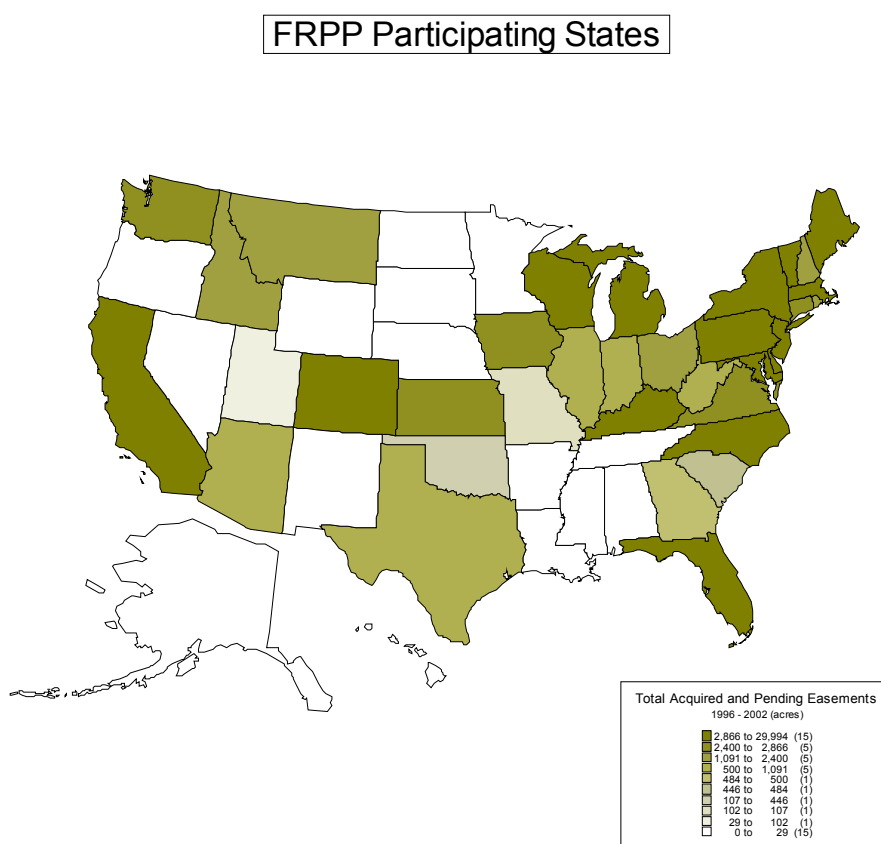 FRPP Participating States
Total Acquired and Pending Easements
1996 - 2002 (acres)
2,866 to 29,994 (15)
2,400 to 2,866 (5)
1,091 to 2,400 (5)
500 to 1,091 (5)
484 to 500 (1)
446 to 484 (1)
107 to 446 (1)
102 to 107 (1)
29 to 102 (1)
0 to 29 (15)